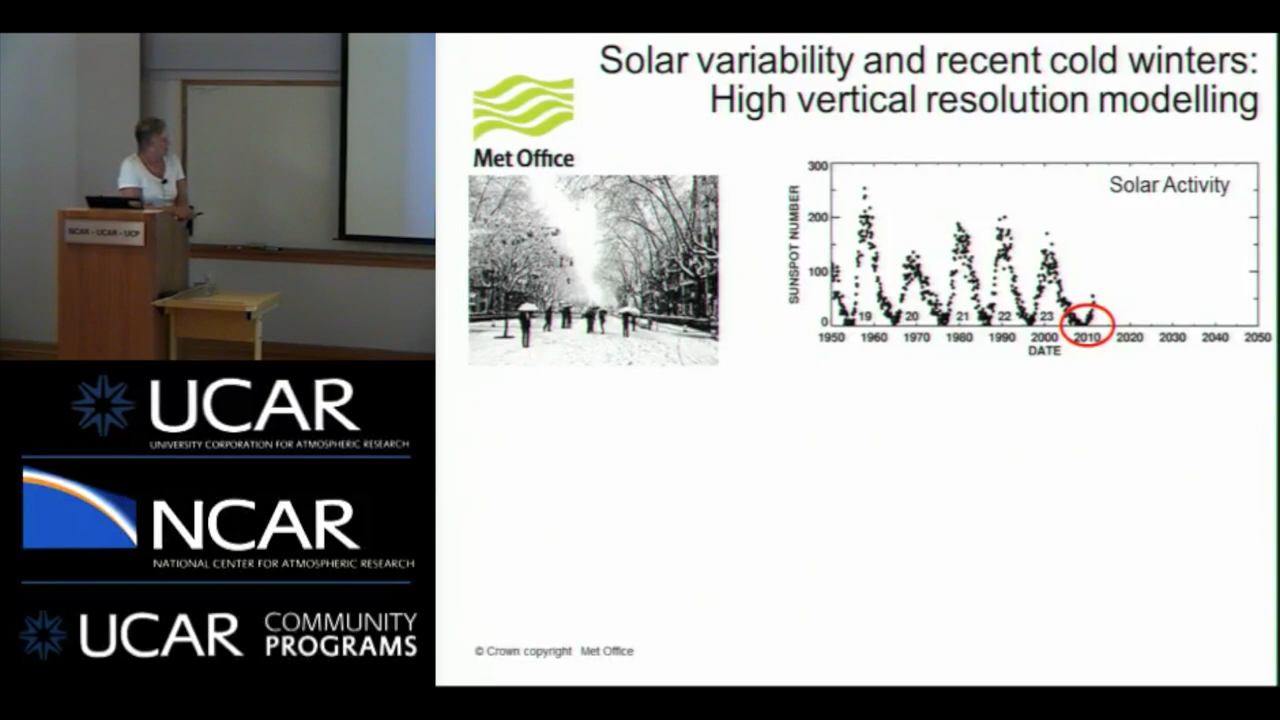 Solar variability and recent cold winters:
High vertical resolution modelling
Met Office
NCAR - UCAR - UCP
300
200
100
0
SUNSPOT NUMBER
Solar Activity
19 20 21 22 23
1950 1960 1970 1980 1990 2000 2010 2020 2030 2040 2050
DATE
UCAR
UNIVERSITY CORPORATION FOR ATMOSPHERIC RESEARCH
NCAR
NATIONAL CENTER FOR ATMOSPHERIC RESEARCH
UCAR COMMUNITY
PROGRAMS
© Crown copyright Met Office